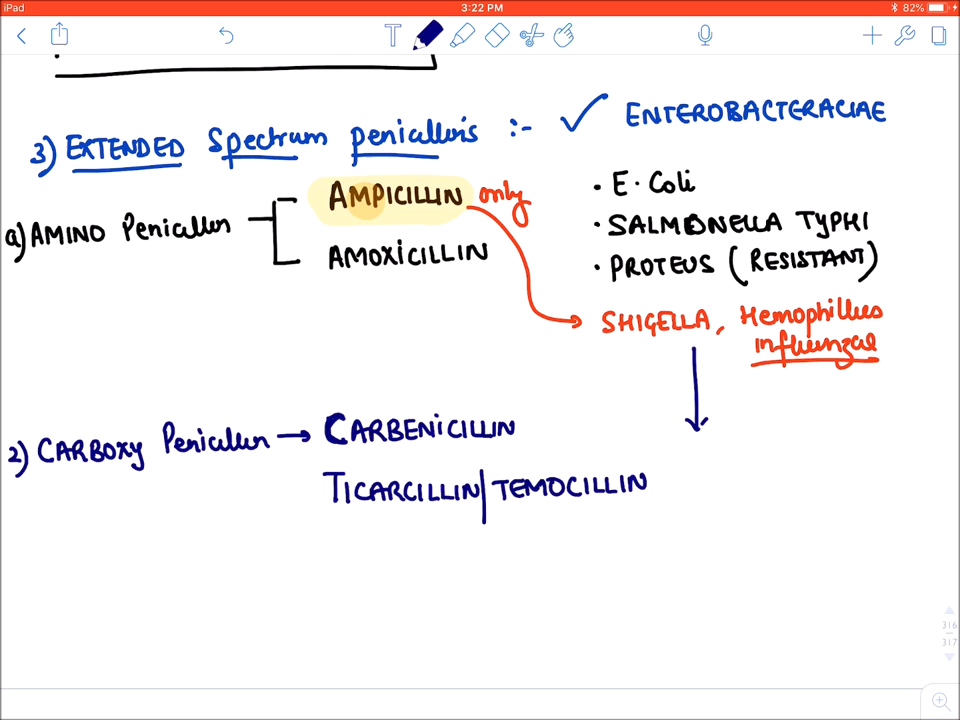 iPad 3:22 PM 82%
T
3) EXTENDED Spectrum penicillins :- ✓ ENTEROBACTERACIAE
a) AMINO Penicillin
AMPICILLIN only
AMOXICILLIN
• E. Coli
• SALMONELLA TYPHI
• PROTEUS (RESISTANT)
SHIGELLA, Hemophillus
influenzae
2) CARBOXY Penicillin → CARBENICILLIN
TICARCILLIN/TEMOCILLIN
316
317